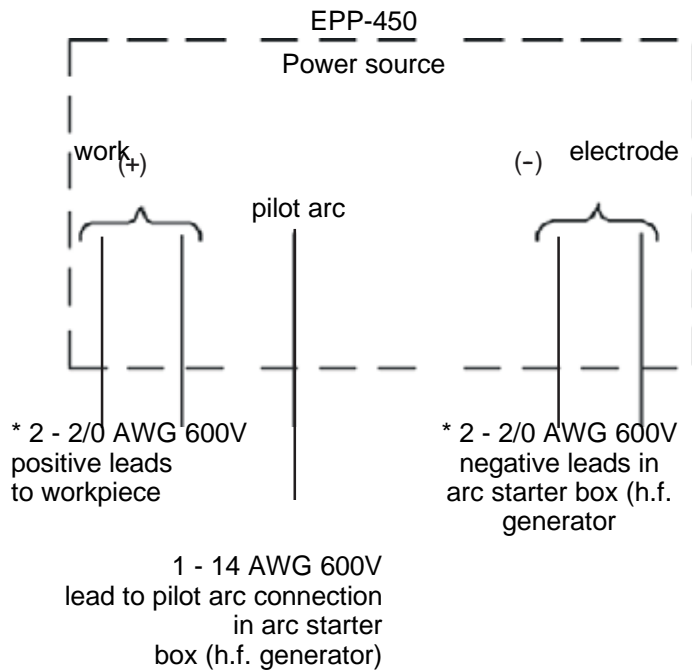 EPP-450
Power source
work
(+)
(-)
electrode
pilot arc
* 2 - 2/0 AWG 600V
positive leads
to workpiece
* 2 - 2/0 AWG 600V
negative leads in
arc starter box (h.f.
generator
1 - 14 AWG 600V
lead to pilot arc connection
in arc starter
box (h.f. generator)